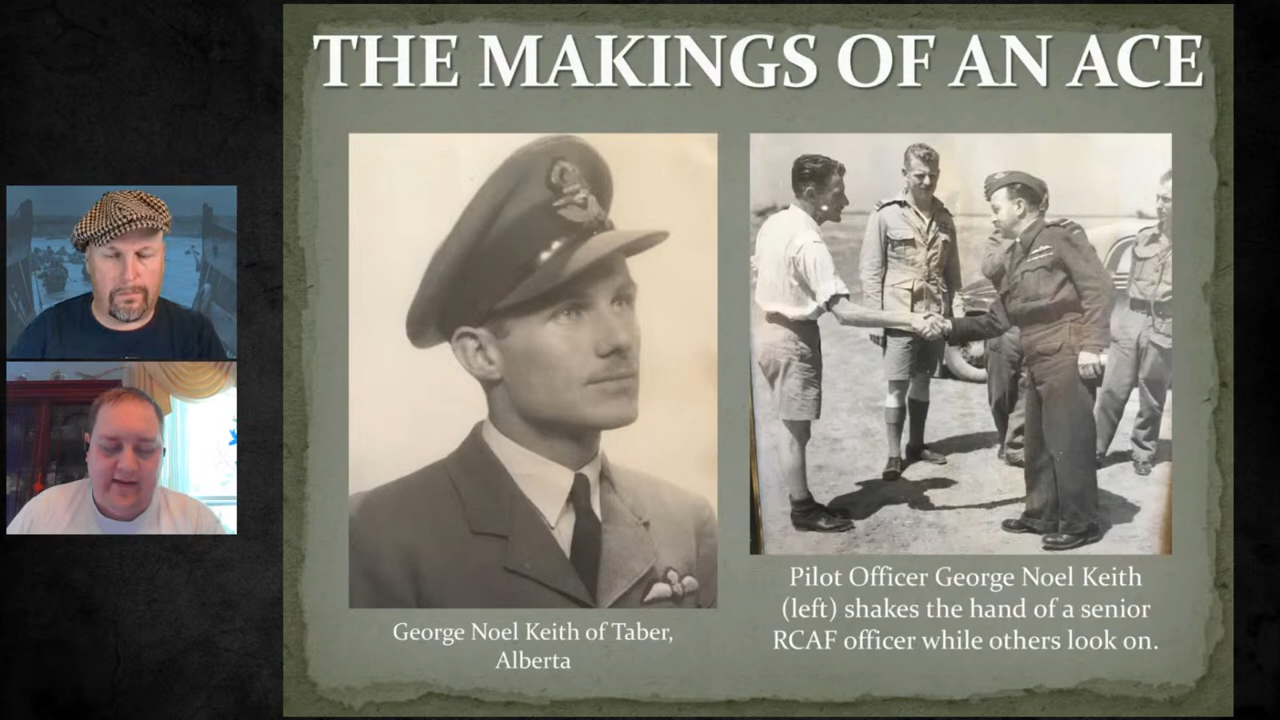 THE MAKINGS OF AN ACE
George Noel Keith of Taber,
Alberta
Pilot Officer George Noel Keith
(left) shakes the hand of a senior
RCAF officer while others look on.